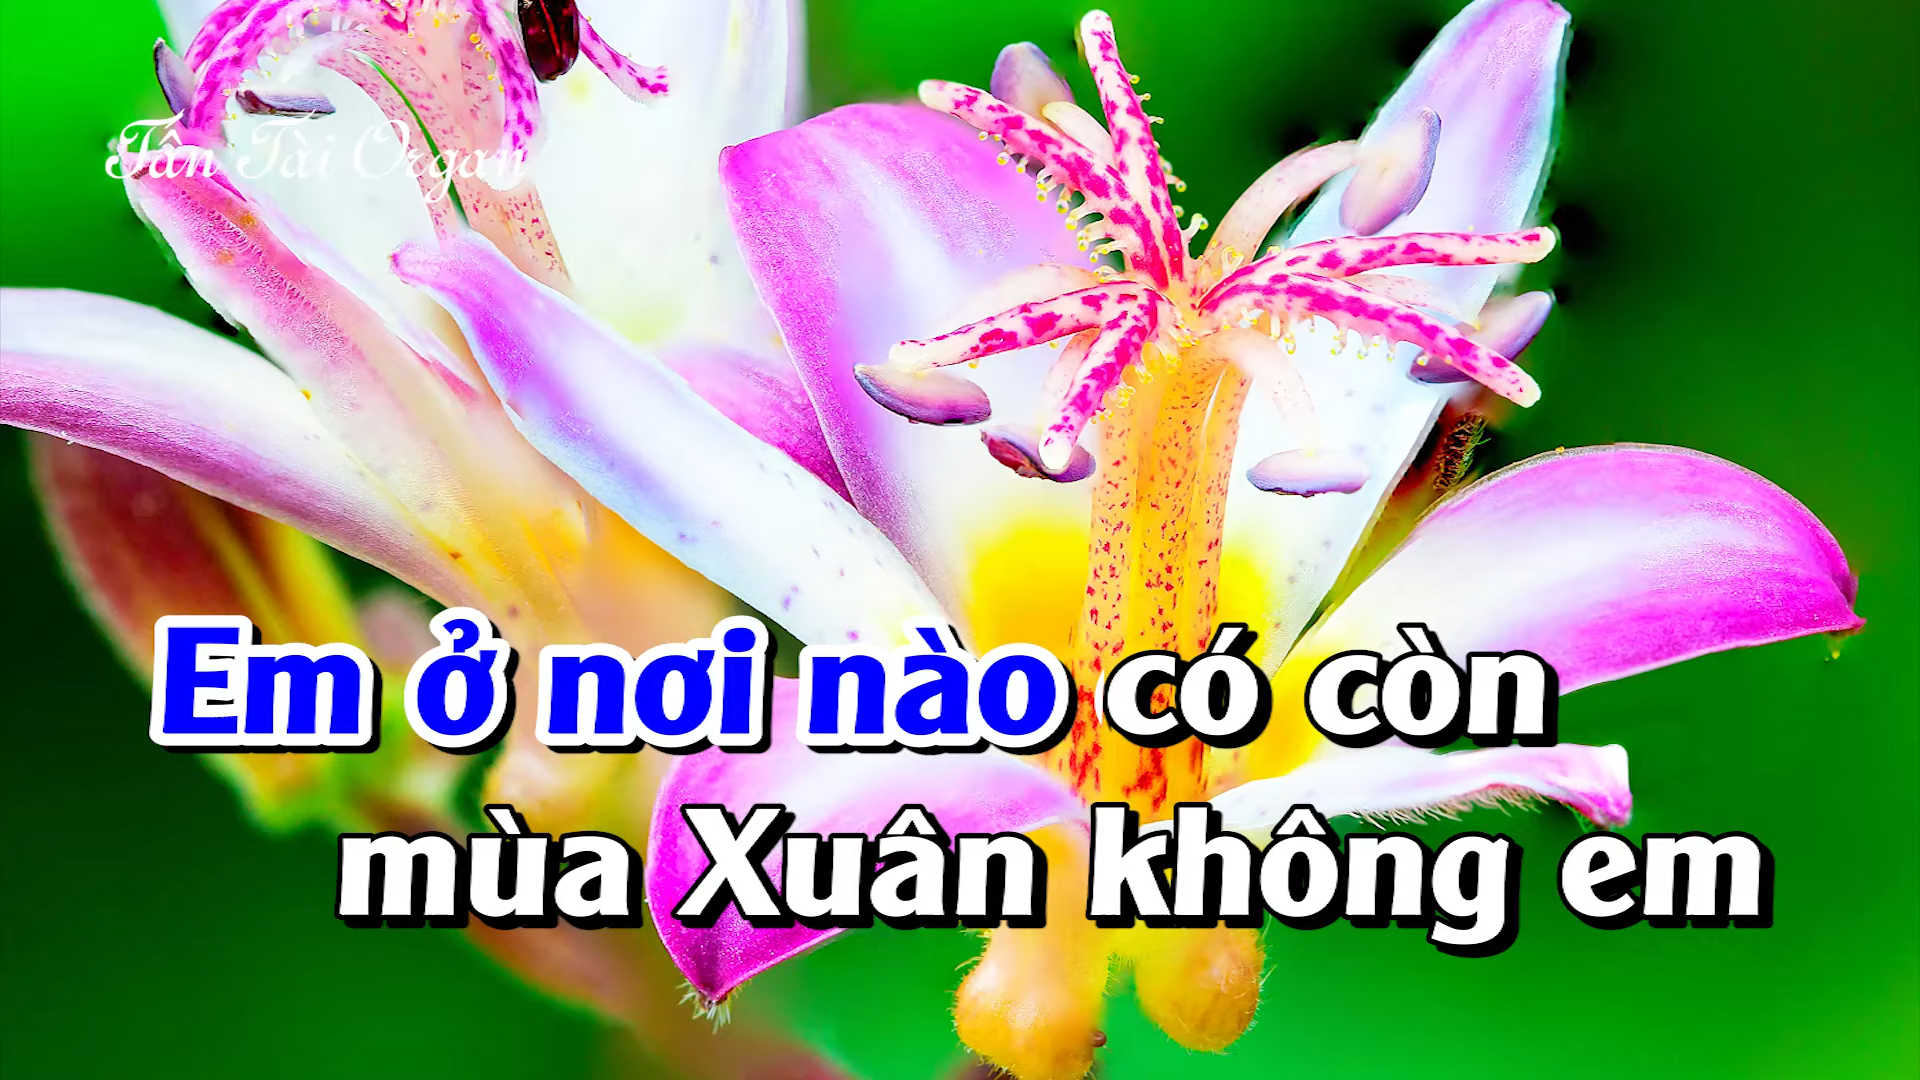 Tấn Tài Organ
Em ở nơi nào có còn
mùa Xuân không em